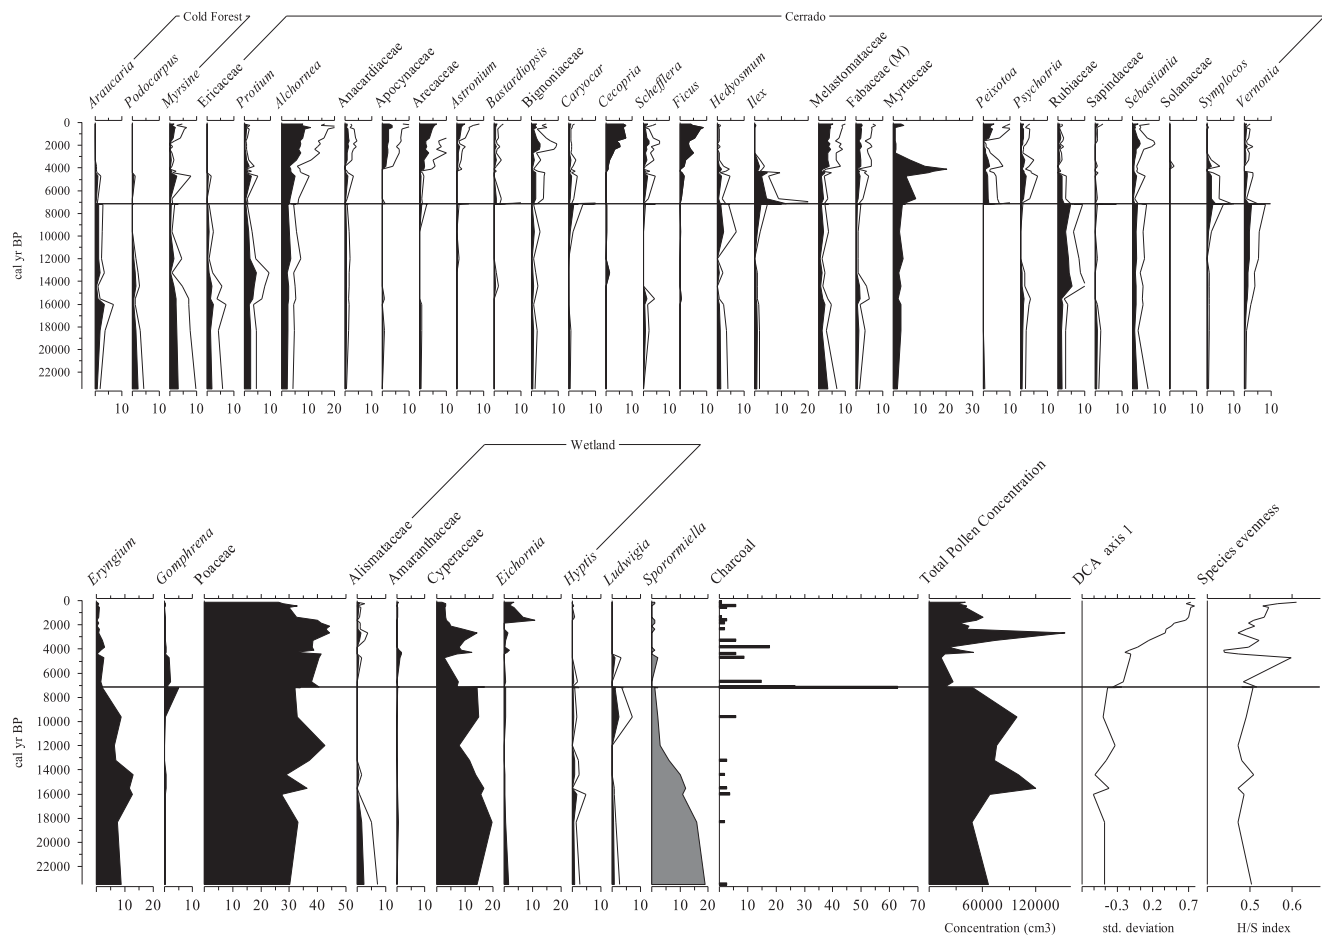 Cold Forest
Cerrado
Araucaria
Podocarpus
Myrsine
Ericaceae
Protium
Alchornea
Anacardiaceae
Apocynaceae
Arecaceae
Astronium
Bastardiopsis
Bignoniaceae
Caryocar
Cecopria
Schefflera
Ficus
Hedyosmum
Ilex
Melastomataceae
Fabaceae (M)
Myrtaceae
Peixotoa
Psychotria
Rubiaceae
Sapindaceae
Sebastiania
Solanaceae
Symplocos
Vernonia
0
2000
4000
6000
8000
10000
12000
14000
16000
18000
20000
22000
cal yr BP
10 10 10 10 10 10 20 10 10 10 10 10 10 10 10 10 10 10 10 20 10 10 10 20 30 10 10 10 10 10 10 10 10
Wetland
Eryngium
Gomphrena
Poaceae
Alismataceae
Amaranthaceae
Cyperaceae
Eichornia
Hyptis
Ludwigia
Sporormiella
Charcoal
Total Pollen Concentration
DCA axis 1
Species evenness
0
2000
4000
6000
8000
10000
12000
14000
16000
18000
20000
22000
cal yr BP
10 20 10 10 20 30 40 50 10 10 10 20 10 20 10 10 10 20 10 20 30 40 50 60 70 60000 120000 -0.3 0.2 0.7 0.5 0.6
Concentration (cm3)
std. deviation
H/S index